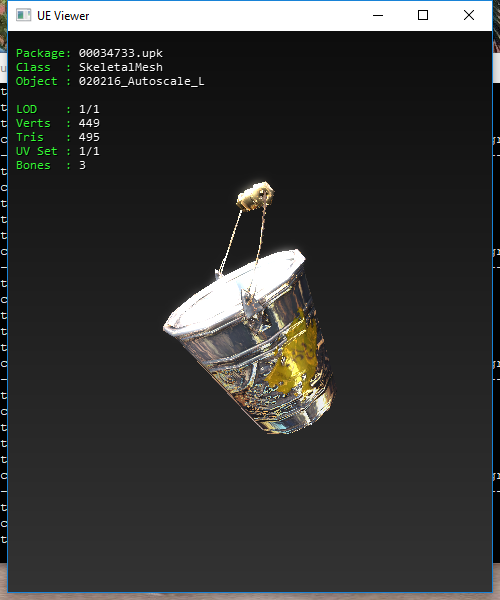 UE Viewer
Package: 00034733.upk
Class : SkeletalMesh
Object : 020216_Autoscale_L
LOD : 1/1
Verts : 449
Tris : 495
UV Set : 1/1
Bones : 3